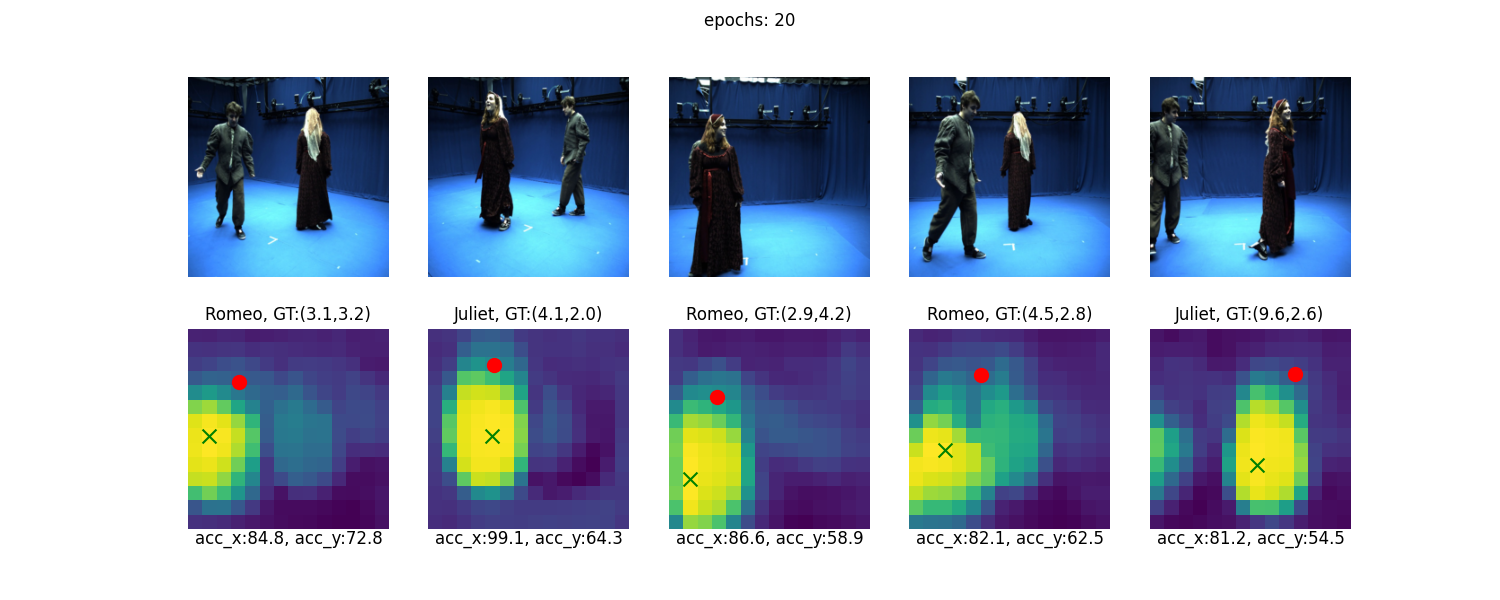 epochs: 20
Romeo, GT:(3.1,3.2)
Juliet, GT:(4.1,2.0)
Romeo, GT:(2.9,4.2)
Romeo, GT:(4.5,2.8)
Juliet, GT:(9.6,2.6)
acc_x:84.8, acc_y:72.8
acc_x:99.1, acc_y:64.3
acc_x:86.6, acc_y:58.9
acc_x:82.1, acc_y:62.5
acc_x:81.2, acc_y:54.5